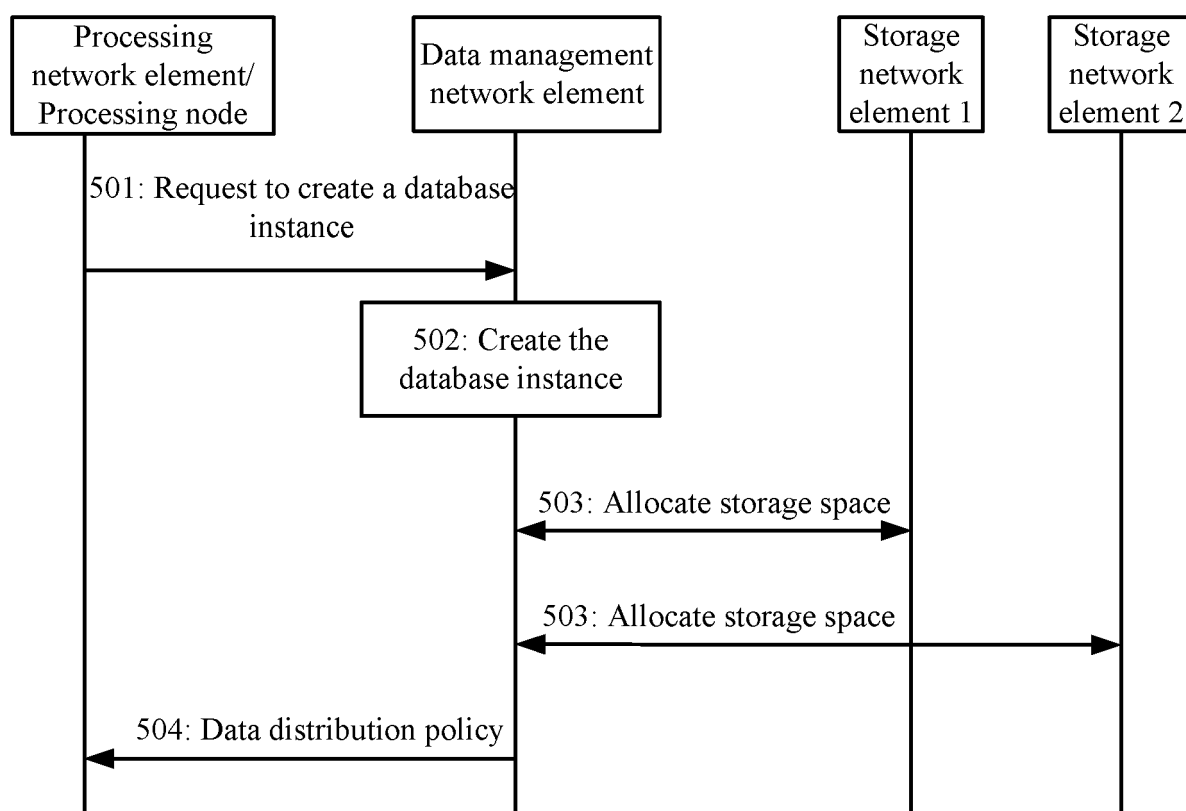 Processing
network element/
Processing node
Data management
network element
Storage
network
element 1
Storage
network
element 2
501: Request to create a database
instance
502: Create the
database instance
503: Allocate storage space
503: Allocate storage space
504: Data distribution policy